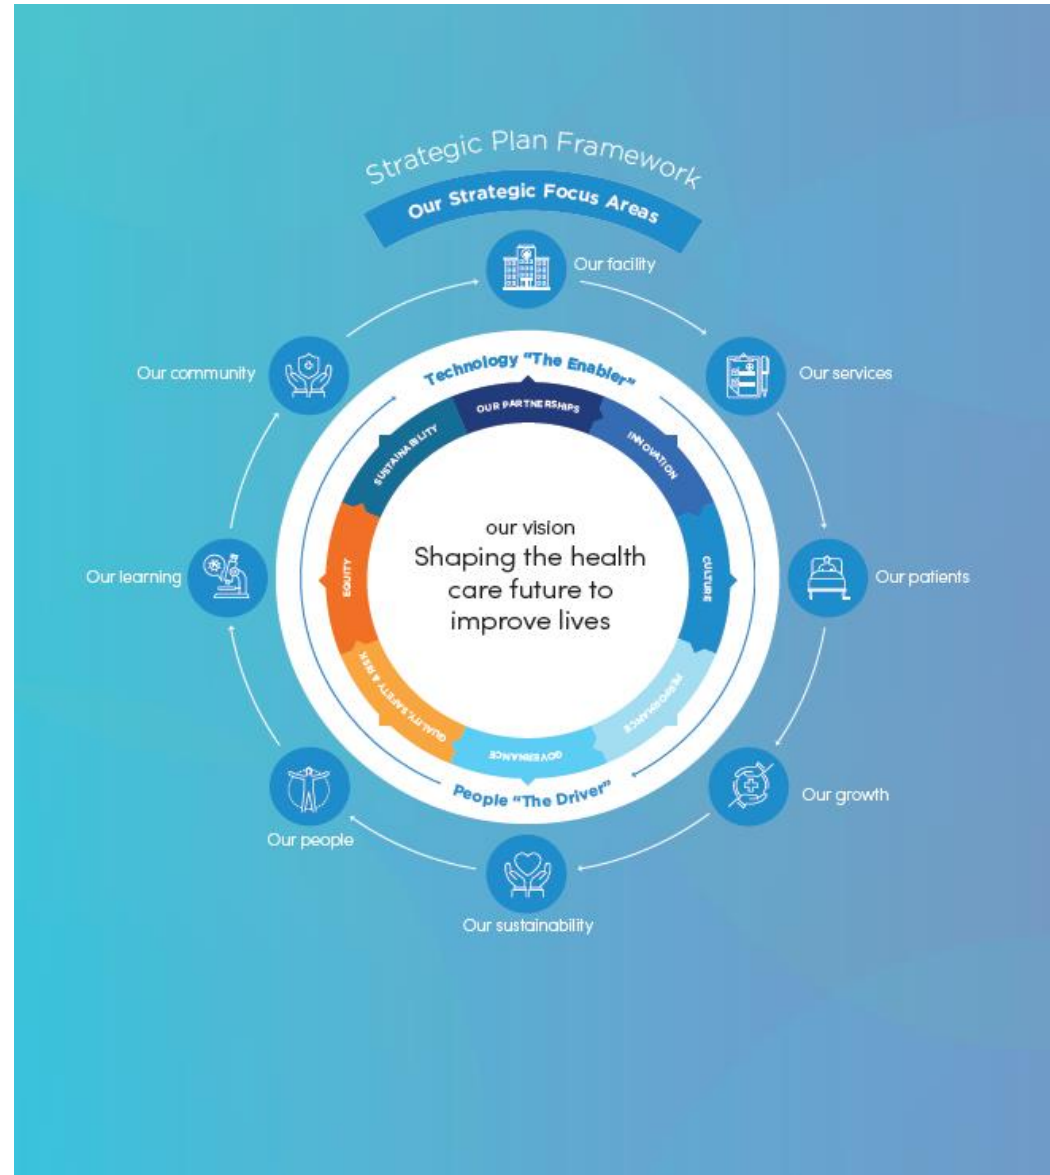 Strategic Plan Framework
Our Strategic Focus Areas
Our facility
Our services
Our patients
Our growth
Our sustainability
Our people
Our learning
Our community
Technology "The Enabler"
OUR PARTNERSHIPS
INNOVATION
CULTURE
PERFORMANCE
GOVERNANCE
QUALITY, SAFETY & RISK
EQUITY
SUSTAINABILITY
People "The Driver"
our vision
Shaping the health
care future to
improve lives